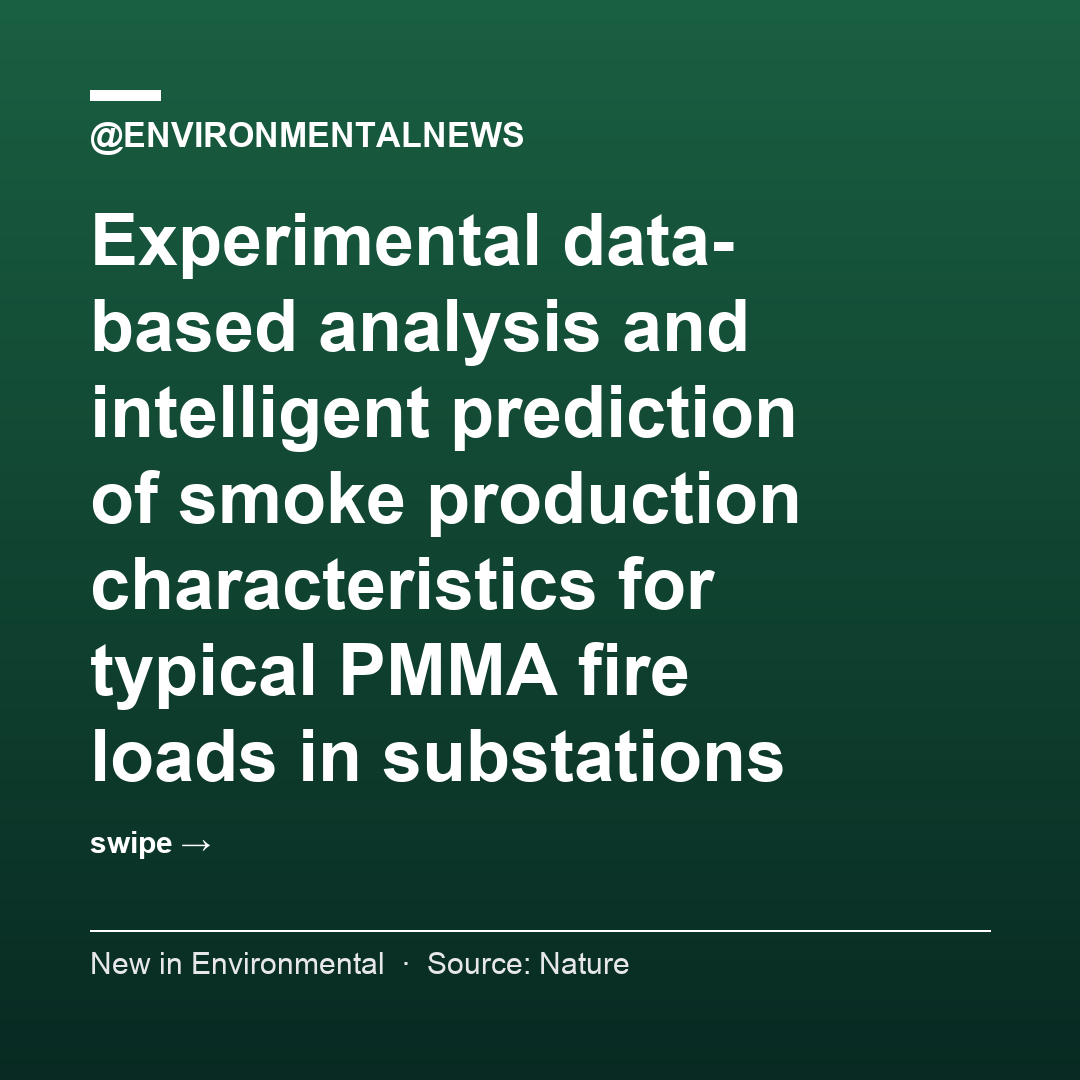 @ENVIRONMENTALNEWS
Experimental data-
based analysis and
intelligent prediction
of smoke production
characteristics for
typical PMMA fire
loads in substations
swipe →
New in Environmental · Source: Nature